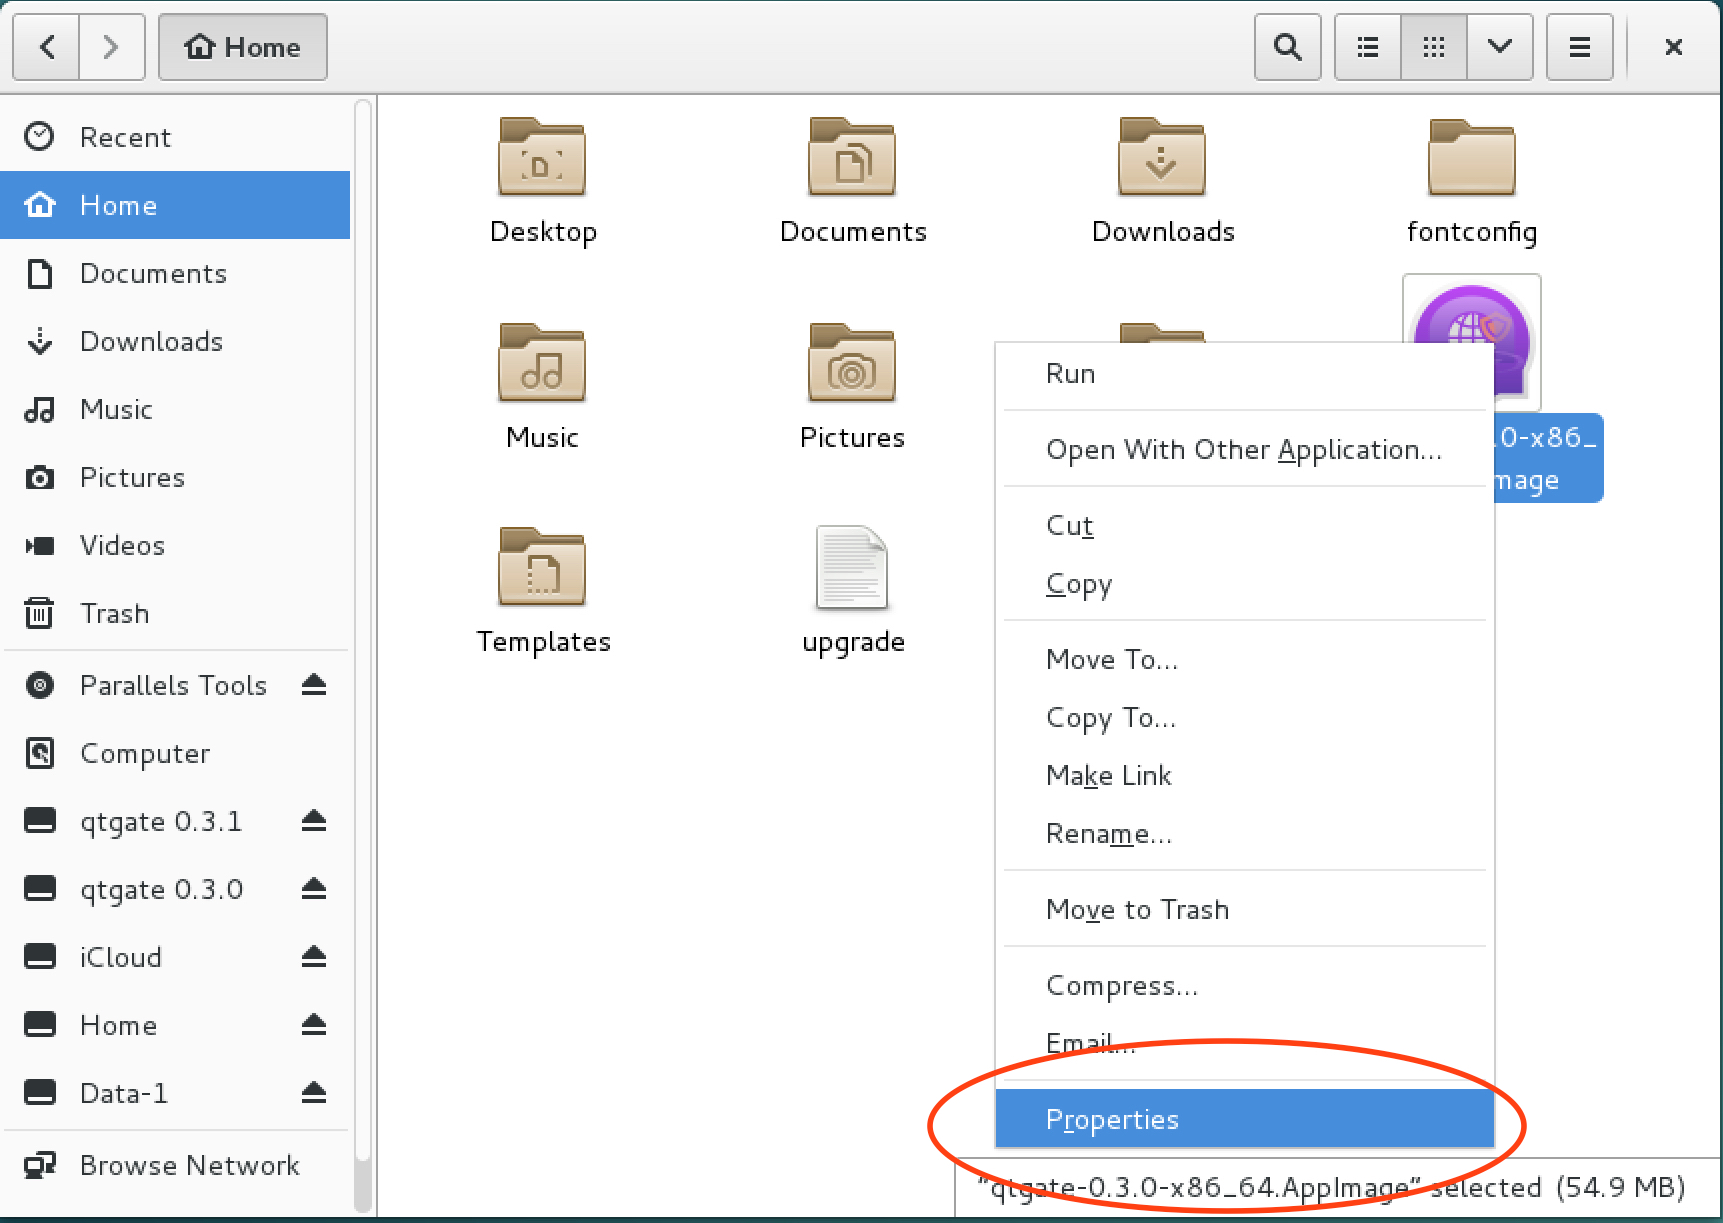 Home
Recent
Home
Documents
Downloads
Music
Pictures
Videos
Trash
Parallels Tools
Computer
qtgate 0.3.1
qtgate 0.3.0
iCloud
Home
Data-1
Browse Network
Desktop
Documents
Downloads
fontconfig
Music
Pictures
.0-x86_
mage
Templates
upgrade
Run
Open With Other Application...
Cut
Copy
Move To...
Copy To...
Make Link
Rename...
Move to Trash
Compress...
Email...
Properties
“qtgate-0.3.0-x86_64.AppImage” selected (54.9 MB)